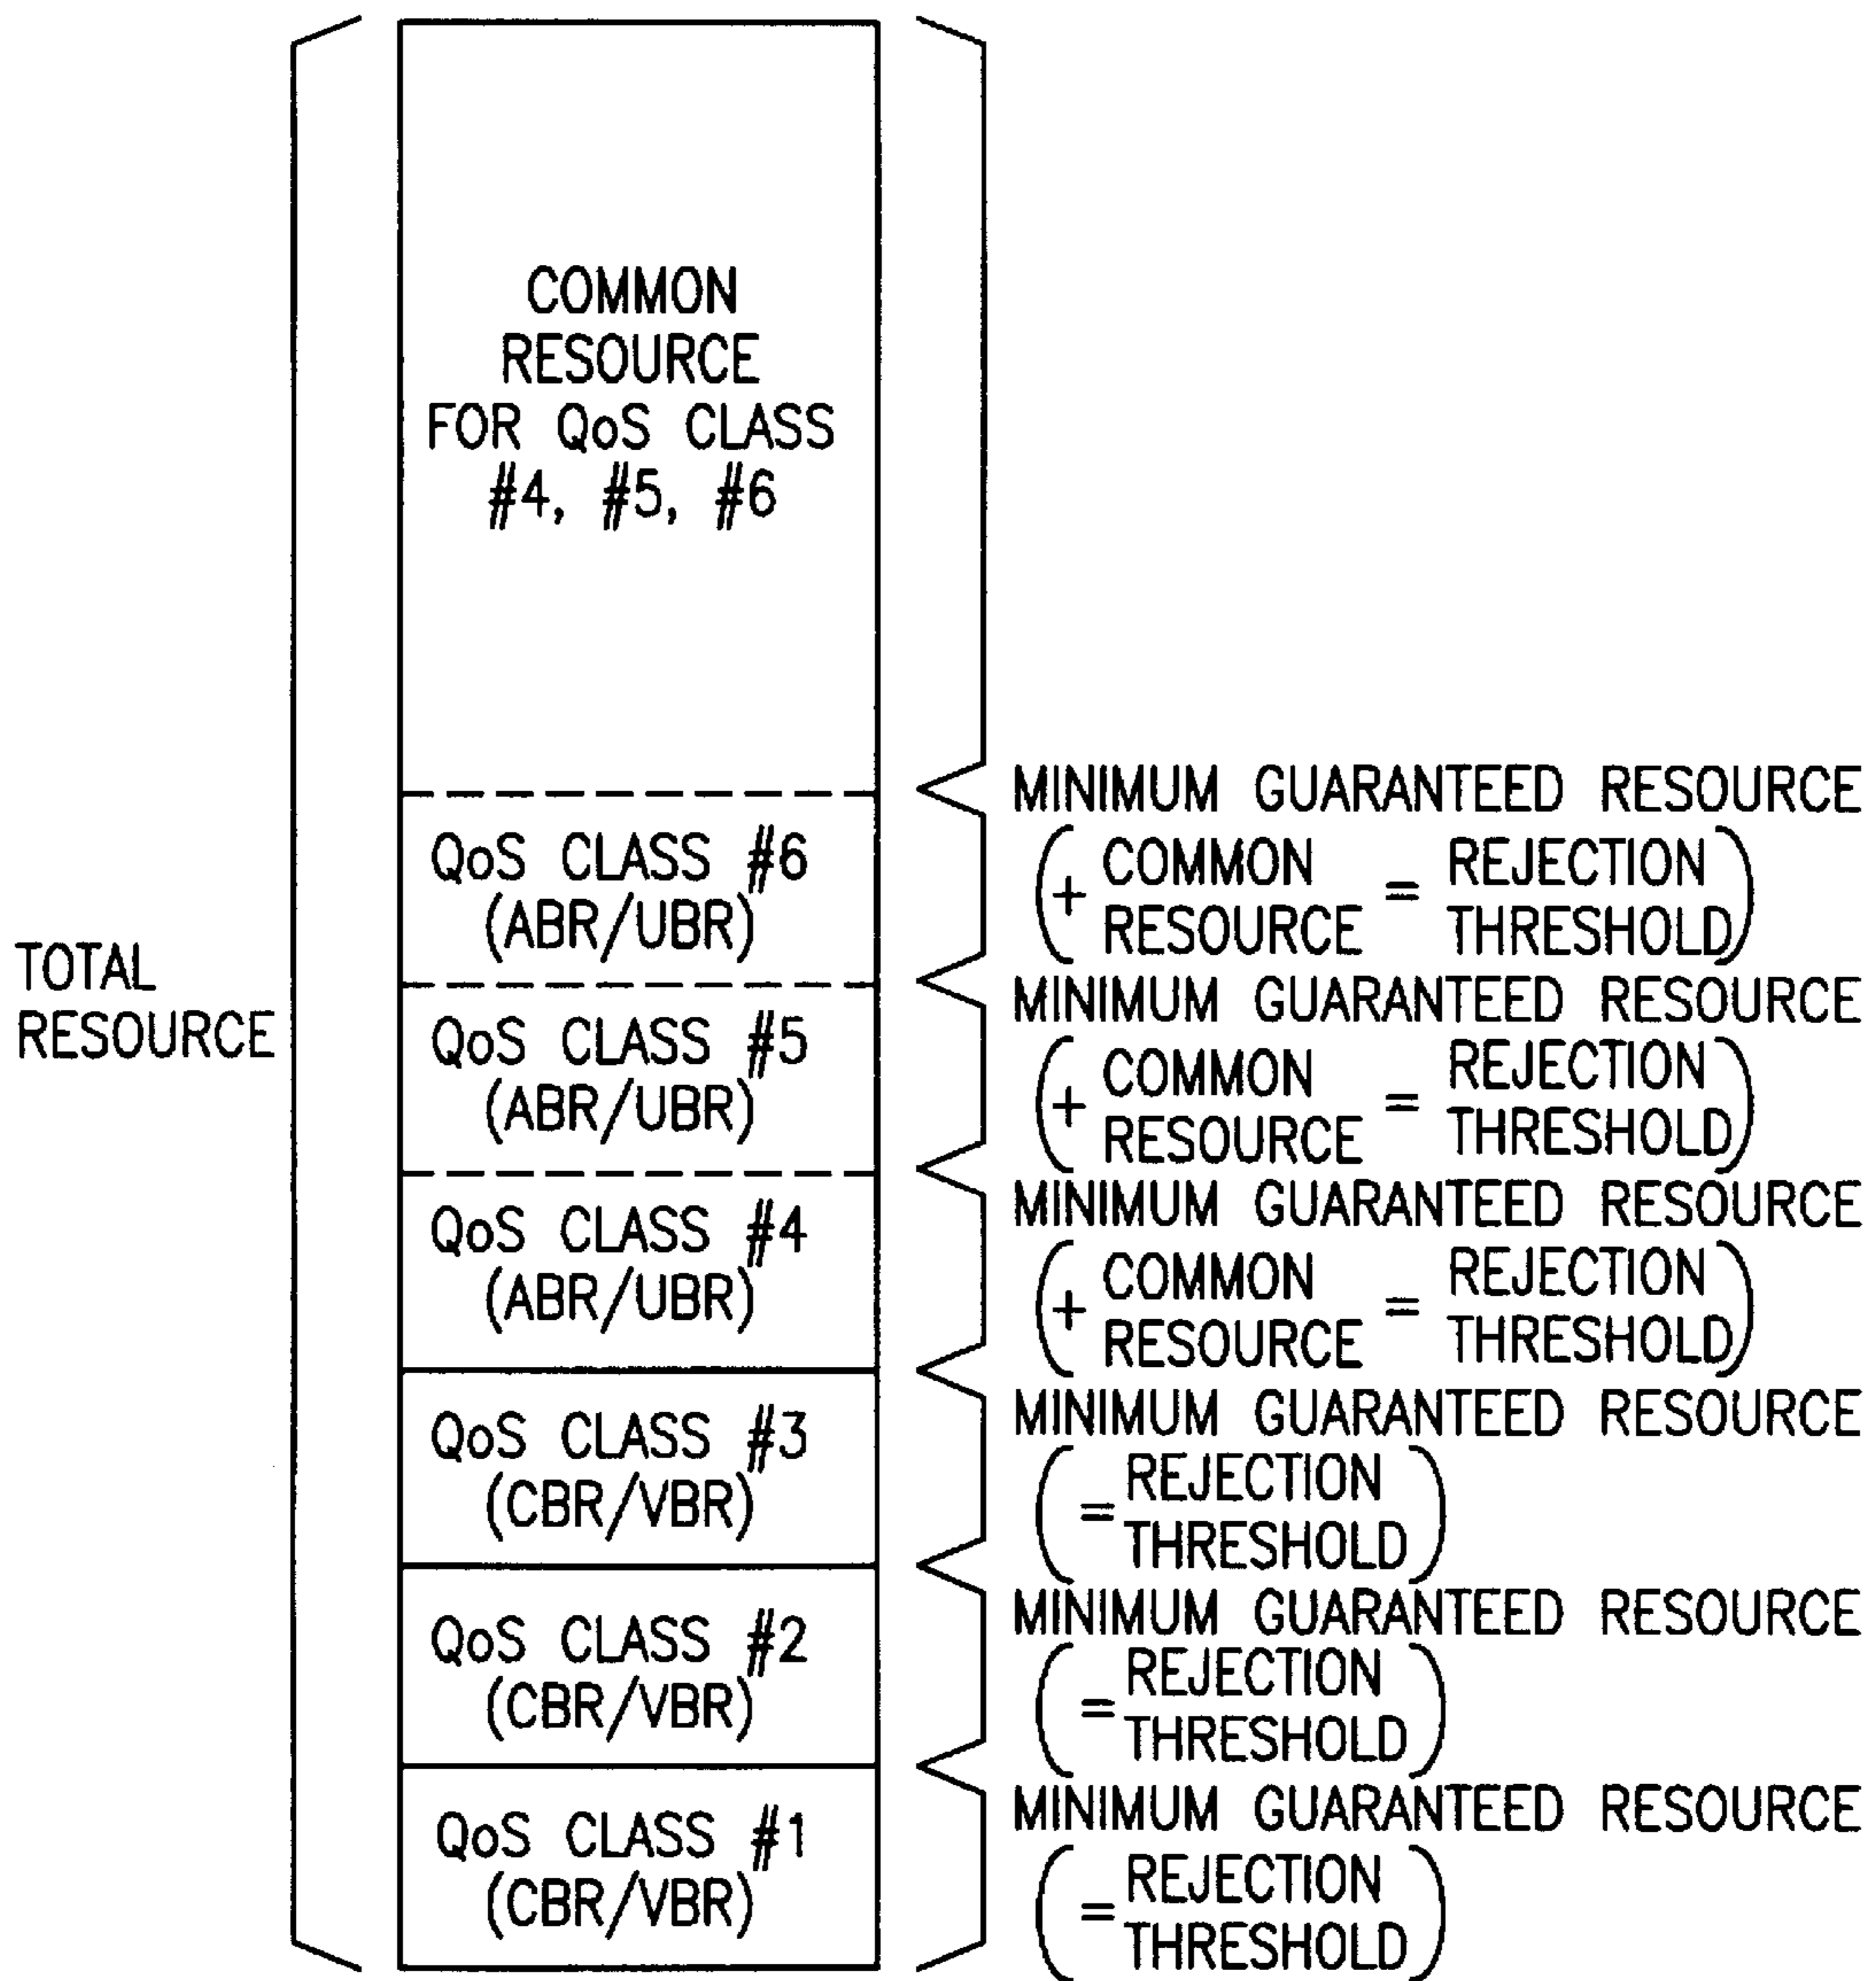 COMMON
RESOURCE
FOR QoS CLASS
#4, #5, #6
TOTAL
RESOURCE
QoS CLASS #6
(ABR/UBR)
MINIMUM GUARANTEED RESOURCE
( + COMMON RESOURCE = REJECTION THRESHOLD )
QoS CLASS #5
(ABR/UBR)
MINIMUM GUARANTEED RESOURCE
( + COMMON RESOURCE = REJECTION THRESHOLD )
QoS CLASS #4
(ABR/UBR)
MINIMUM GUARANTEED RESOURCE
( + COMMON RESOURCE = REJECTION THRESHOLD )
QoS CLASS #3
(CBR/VBR)
MINIMUM GUARANTEED RESOURCE
( = REJECTION THRESHOLD )
QoS CLASS #2
(CBR/VBR)
MINIMUM GUARANTEED RESOURCE
( = REJECTION THRESHOLD )
QoS CLASS #1
(CBR/VBR)
MINIMUM GUARANTEED RESOURCE
( = REJECTION THRESHOLD )